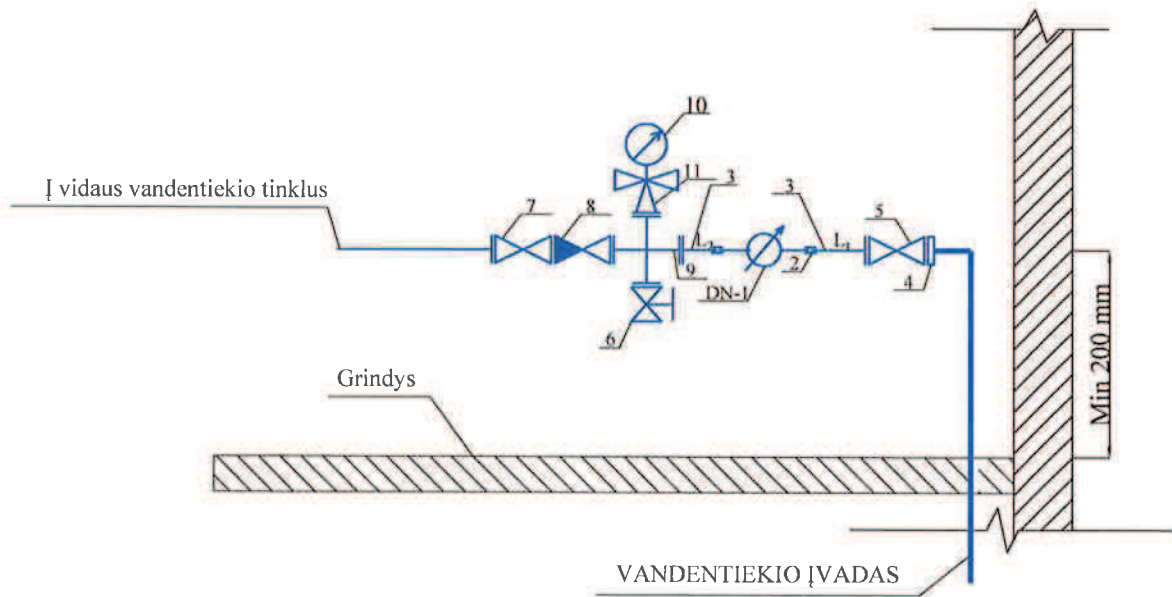 10
Į vidaus vandentiekio tinklus
11
3
3
7
8
5
L₂
L₁
9
2
4
DN-1
6
Min 200 mm
Grindys
VANDENTIEKIO ĮVADAS